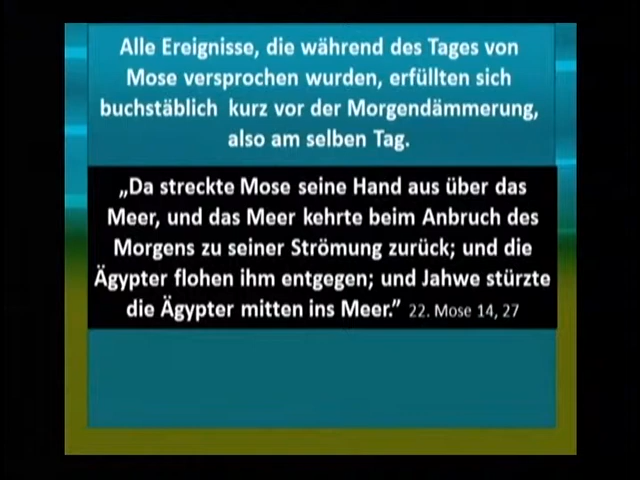 Alle Ereignisse, die während des Tages von
Mose versprochen wurden, erfüllten sich
buchstäblich kurz vor der Morgendämmerung,
also am selben Tag.
„Da streckte Mose seine Hand aus über das
Meer, und das Meer kehrte beim Anbruch des
Morgens zu seiner Strömung zurück; und die
Ägypter flohen ihm entgegen; und Jahwe stürzte
die Ägypter mitten ins Meer.” 22. Mose 14, 27